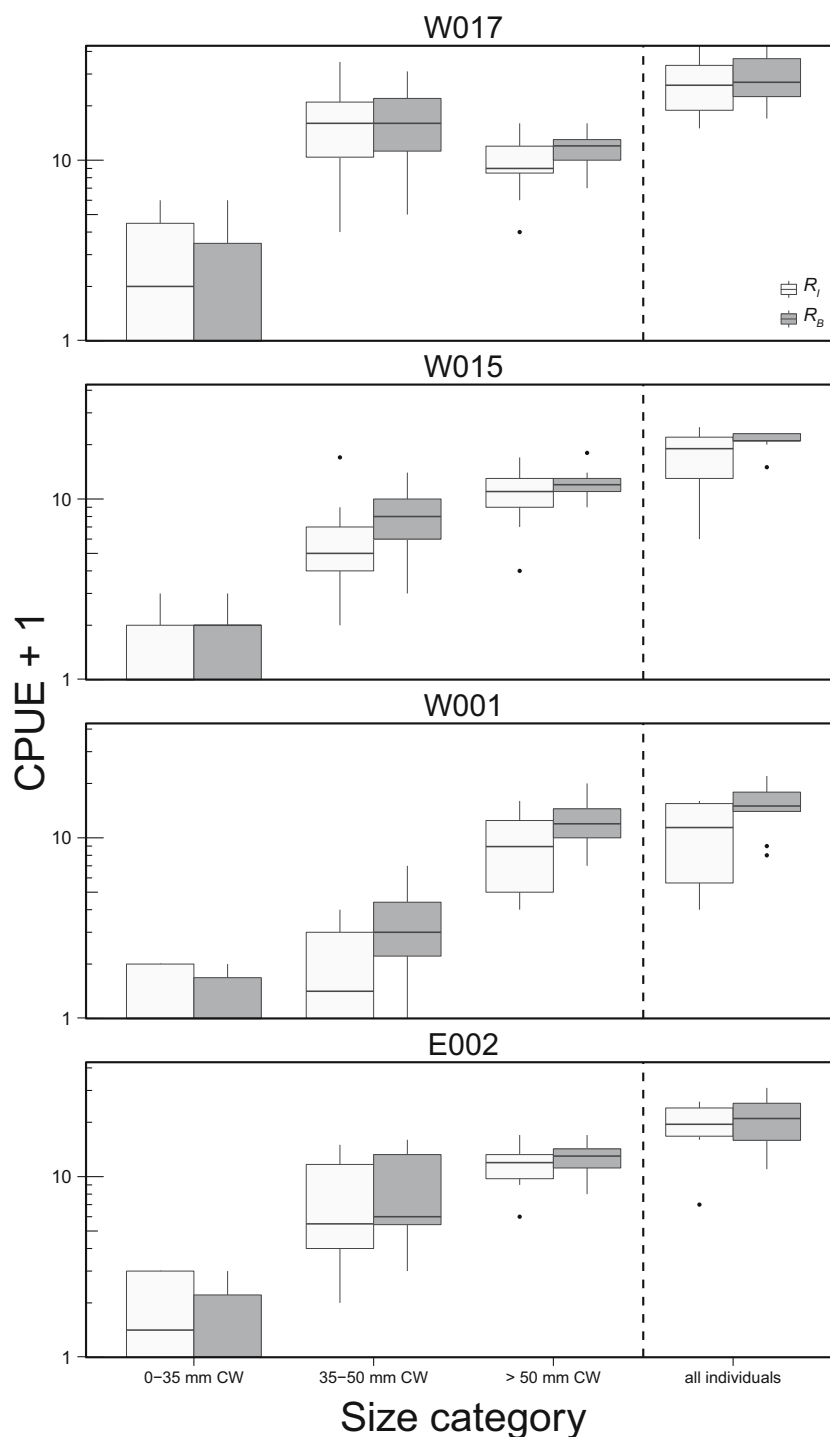 W017
10
1
R_I
R_B
W015
10
1
W001
10
1
E002
10
1
CPUE + 1
0−35 mm CW
35−50 mm CW
> 50 mm CW
all individuals
Size category